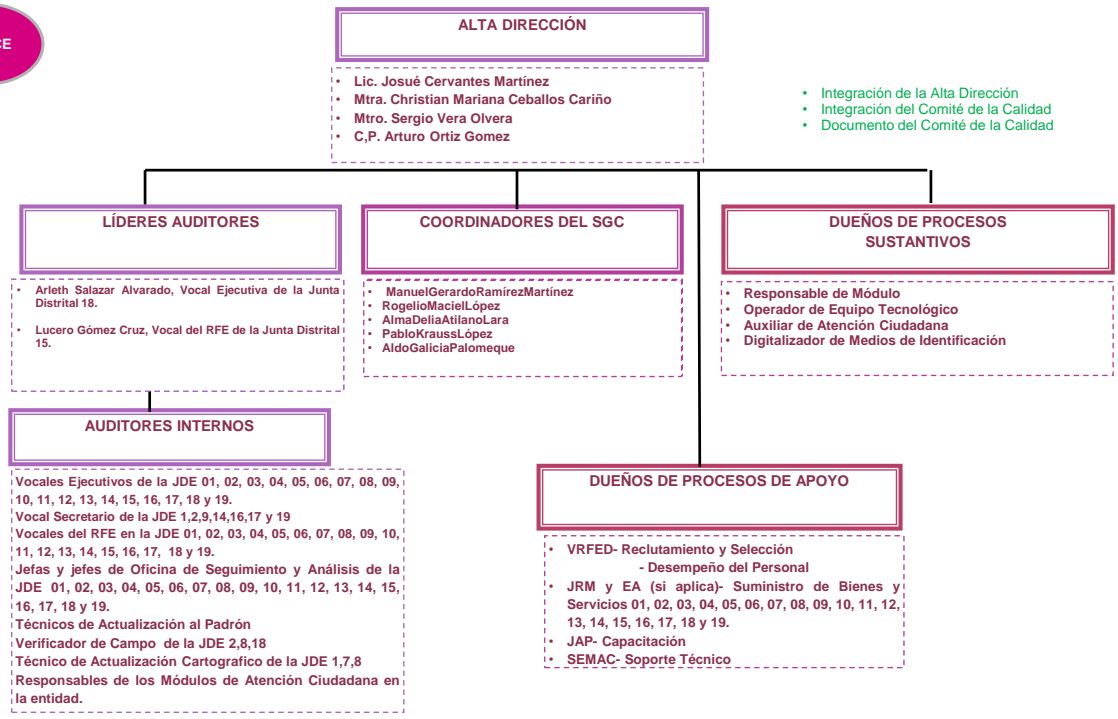 CE
ALTA DIRECCIÓN
• Lic. Josué Cervantes Martínez
• Mtra. Christian Mariana Ceballos Cariño
• Mtro. Sergio Vera Olvera
• C,P. Arturo Ortiz Gomez
• Integración de la Alta Dirección
• Integración del Comité de la Calidad
• Documento del Comité de la Calidad
LÍDERES AUDITORES
• Arleth Salazar Alvarado, Vocal Ejecutiva de la Junta
Distrital 18.
• Lucero Gómez Cruz, Vocal del RFE de la Junta Distrital
15.
COORDINADORES DEL SGC
• ManuelGerardoRamírezMartínez
• RogelioMacielLópez
• AlmaDeliaAtilanoLara
• PabloKraussLópez
• AldoGaliciaPalomeque
DUEÑOS DE PROCESOS
SUSTANTIVOS
• Responsable de Módulo
• Operador de Equipo Tecnológico
• Auxiliar de Atención Ciudadana
• Digitalizador de Medios de Identificación
AUDITORES INTERNOS
Vocales Ejecutivos de la JDE 01, 02, 03, 04, 05, 06, 07, 08, 09,
10, 11, 12, 13, 14, 15, 16, 17, 18 y 19.
Vocal Secretario de la JDE 1,2,9,14,16,17 y 19
Vocales del RFE en la JDE 01, 02, 03, 04, 05, 06, 07, 08, 09, 10,
11, 12, 13, 14, 15, 16, 17, 18 y 19.
Jefas y jefes de Oficina de Seguimiento y Análisis de la
JDE 01, 02, 03, 04, 05, 06, 07, 08, 09, 10, 11, 12, 13, 14, 15,
16, 17, 18 y 19.
Técnicos de Actualización al Padrón
Verificador de Campo de la JDE 2,8,18
Técnico de Actualización Cartografico de la JDE 1,7,8
Responsables de los Módulos de Atención Ciudadana en
la entidad.
DUEÑOS DE PROCESOS DE APOYO
• VRFED- Reclutamiento y Selección
- Desempeño del Personal
• JRM y EA (si aplica)- Suministro de Bienes y
Servicios 01, 02, 03, 04, 05, 06, 07, 08, 09, 10, 11, 12,
13, 14, 15, 16, 17, 18 y 19.
• JAP- Capacitación
• SEMAC- Soporte Técnico